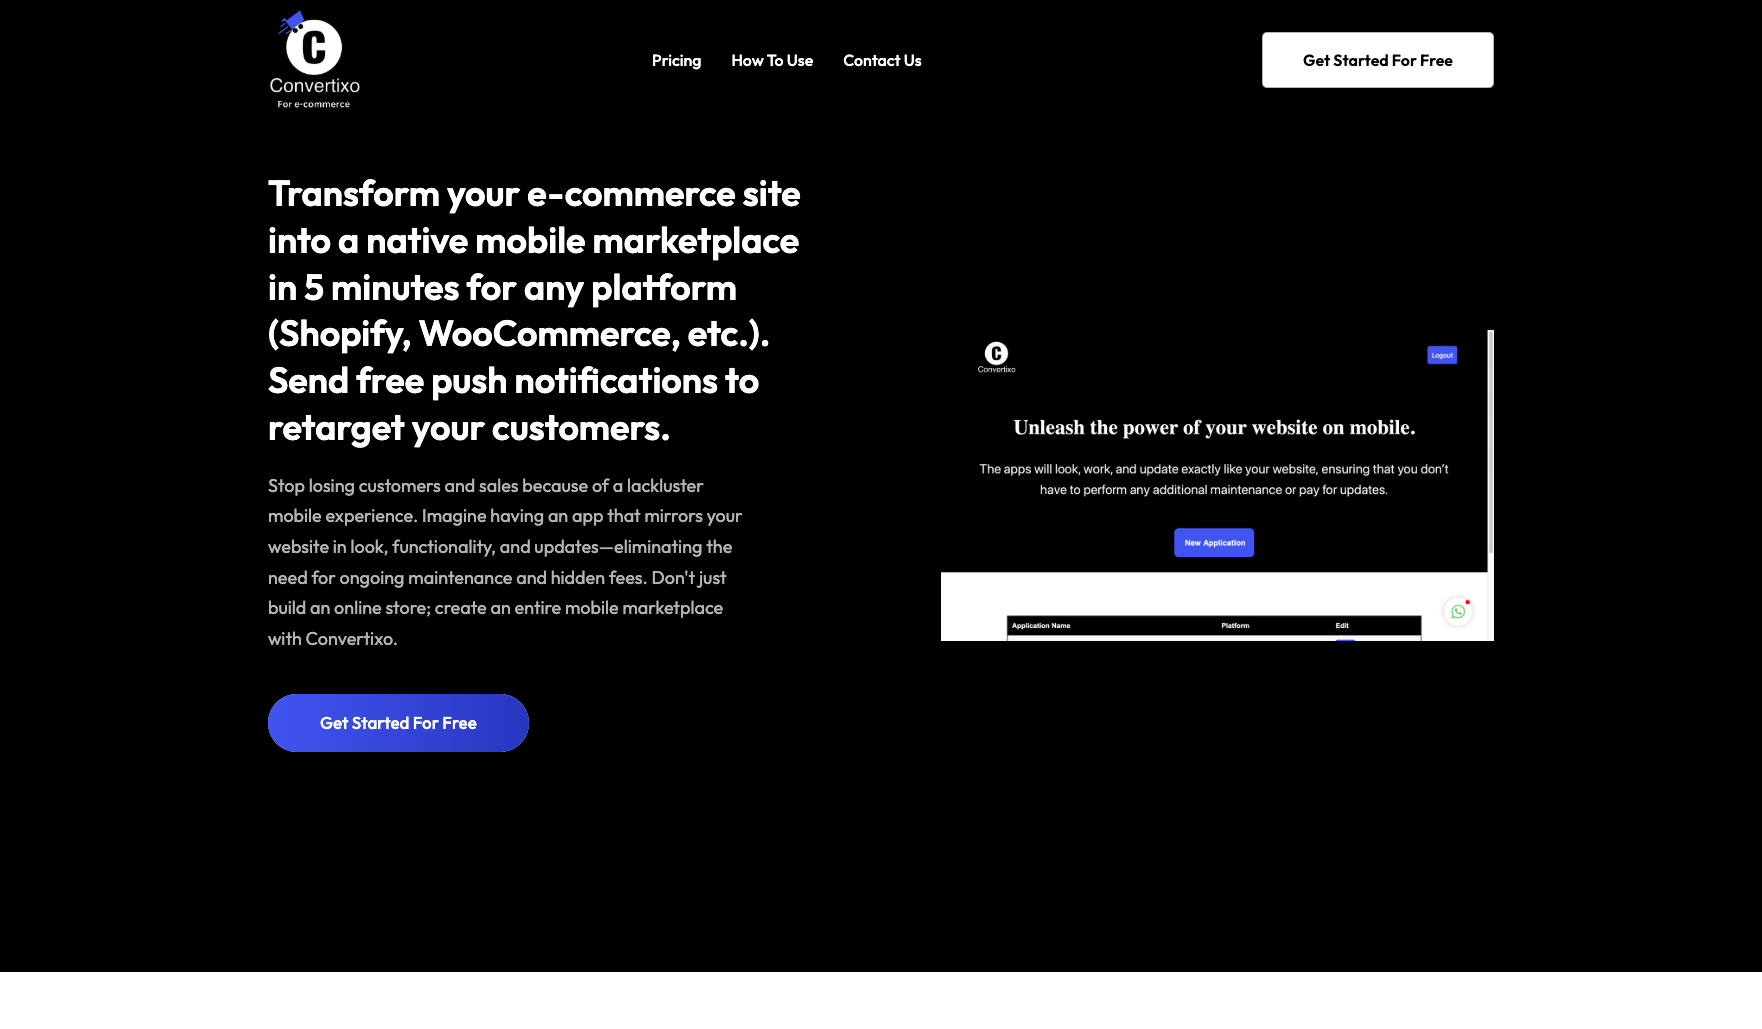 C
Convertixo
For e-commerce
Pricing
How To Use
Contact Us
Get Started For Free
Transform your e-commerce site
into a native mobile marketplace
in 5 minutes for any platform
(Shopify, WooCommerce, etc.).
Send free push notifications to
retarget your customers.
Stop losing customers and sales because of a lackluster
mobile experience. Imagine having an app that mirrors your
website in look, functionality, and updates—eliminating the
need for ongoing maintenance and hidden fees. Don't just
build an online store; create an entire mobile marketplace
with Convertixo.
Get Started For Free
C
Convertixo
Logout
Unleash the power of your website on mobile.
The apps will look, work, and update exactly like your website, ensuring that you don’t
have to perform any additional maintenance or pay for updates.
New Application
Application Name
Platform
Edit